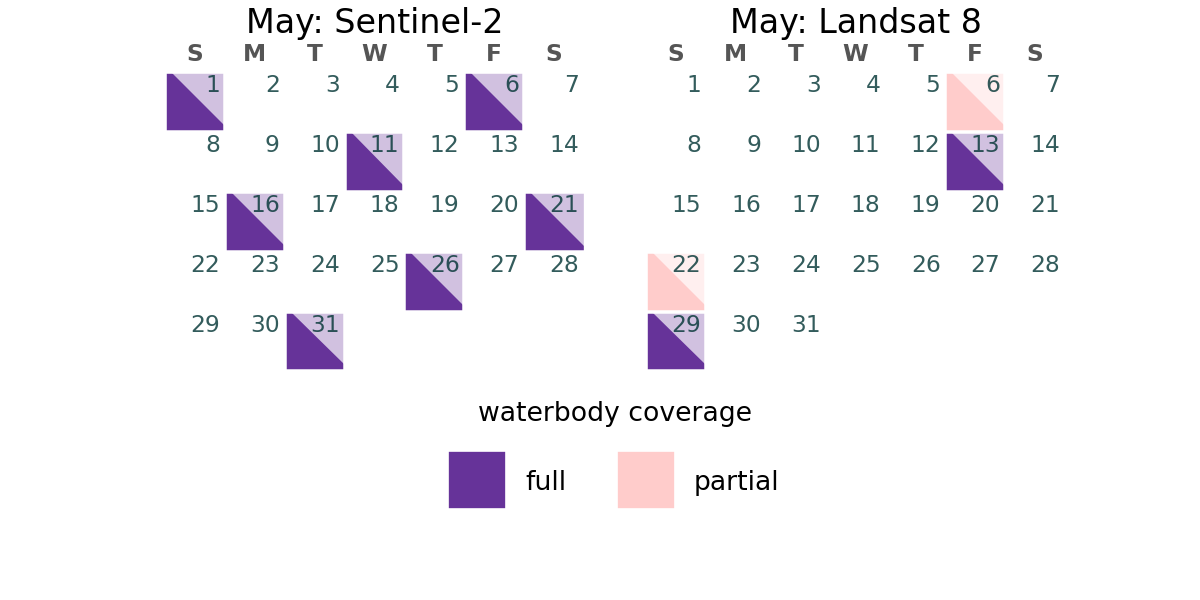 May: Sentinel-2
S M T W T F S
1 2 3 4 5 6 7
8 9 10 11 12 13 14
15 16 17 18 19 20 21
22 23 24 25 26 27 28
29 30 31
May: Landsat 8
S M T W T F S
1 2 3 4 5 6 7
8 9 10 11 12 13 14
15 16 17 18 19 20 21
22 23 24 25 26 27 28
29 30 31
waterbody coverage
full
partial